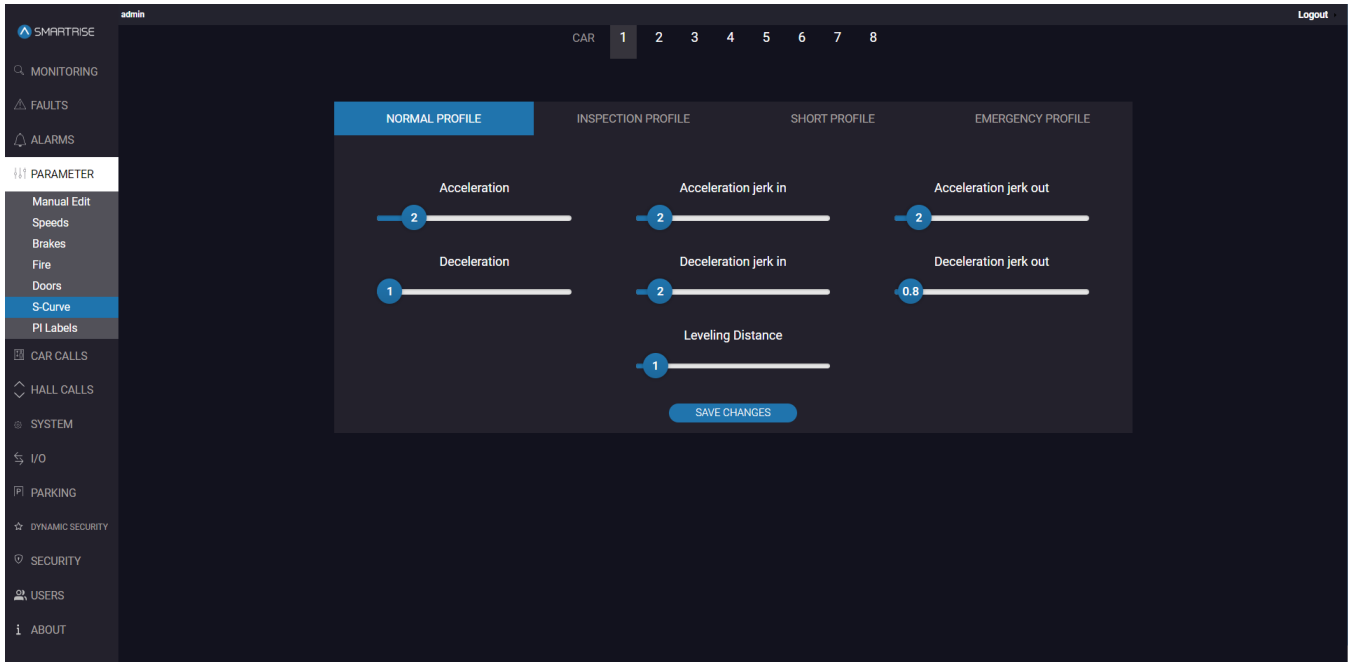 admin
Logout
SMARTRISE
CAR 1 2 3 4 5 6 7 8
MONITORING
FAULTS
ALARMS
PARAMETER
Manual Edit
Speeds
Brakes
Fire
Doors
S-Curve
PI Labels
CAR CALLS
HALL CALLS
SYSTEM
I/O
P PARKING
DYNAMIC SECURITY
SECURITY
USERS
i ABOUT
NORMAL PROFILE INSPECTION PROFILE SHORT PROFILE EMERGENCY PROFILE
Acceleration Acceleration jerk in Acceleration jerk out
2 2 2
Deceleration Deceleration jerk in Deceleration jerk out
1 2 0.8
Leveling Distance
1
SAVE CHANGES